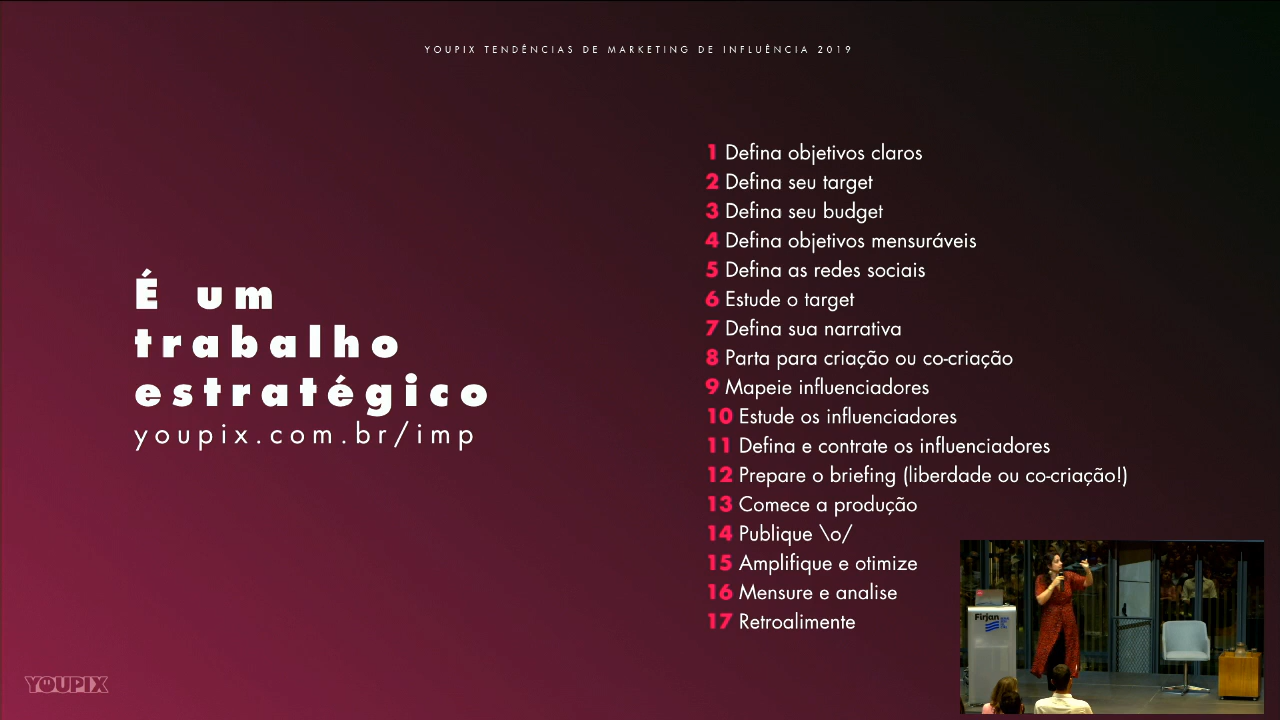 YOUPIX TENDÊNCIAS DE MARKETING DE INFLUÊNCIA 2019
É um
trabalho
estratégico
youpix.com.br/imp
1 Defina objetivos claros
2 Defina seu target
3 Defina seu budget
4 Defina objetivos mensuráveis
5 Defina as redes sociais
6 Estude o target
7 Defina sua narrativa
8 Parta para criação ou co-criação
9 Mapeie influenciadores
10 Estude os influenciadores
11 Defina e contrate os influenciadores
12 Prepare o briefing (liberdade ou co-criação!)
13 Comece a produção
14 Publique \o/
15 Amplifique e otimize
16 Mensure e analise
17 Retroalimente
Firjan
YOUPIX